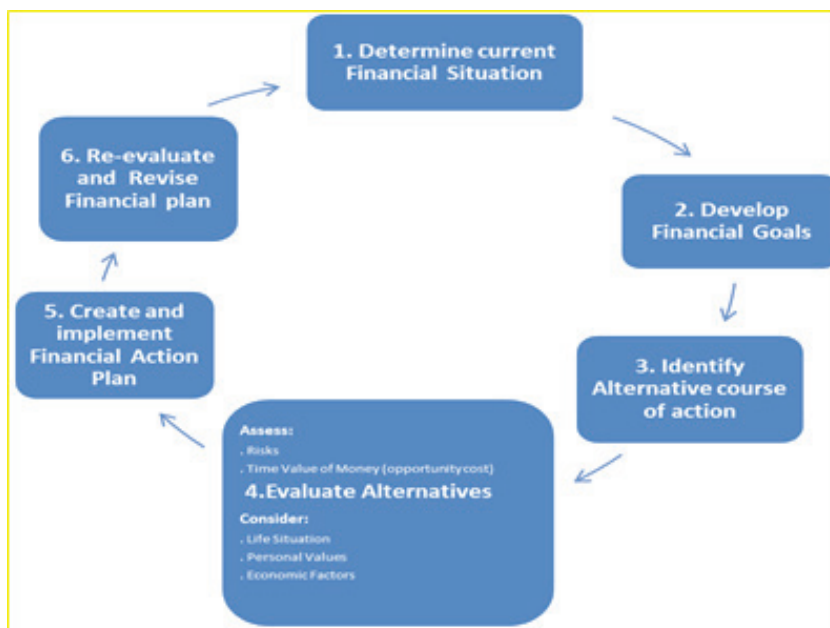 1. Determine current
Financial Situation
2. Develop
Financial Goals
3. Identify
Alternative course
of action
Assess:
. Risks
. Time Value of Money (opportunity cost)
4.Evaluate Alternatives
Consider:
. Life Situation
. Personal Values
. Economic Factors
5. Create and
implement
Financial Action
Plan
6. Re-evaluate
and Revise
Financial plan